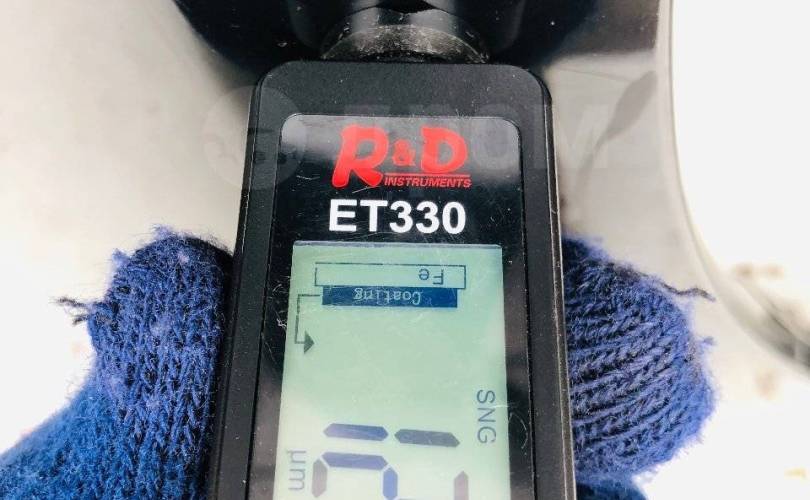 R&D
INSTRUMENTS
ET330
Fe
Coating
SNG
µm